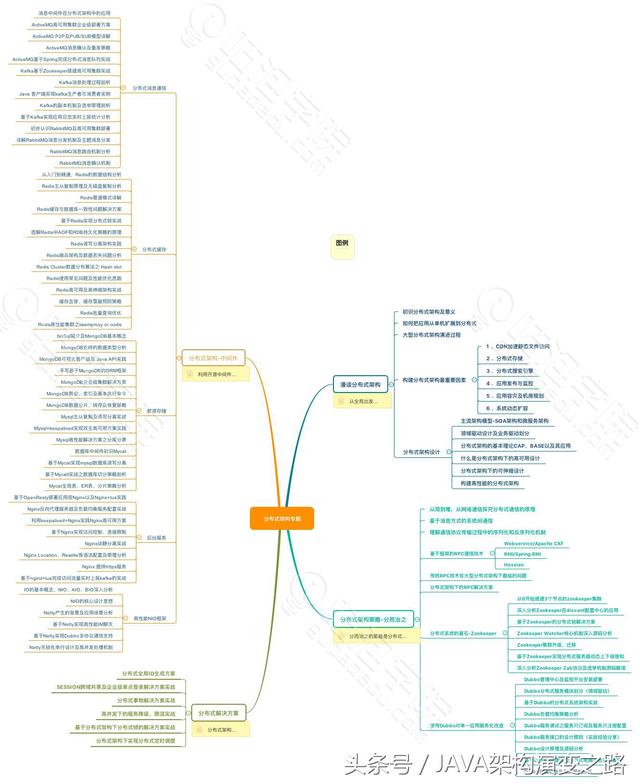 消息中间件在分布式架构中的应用
ActiveMQ高可用集群企业级部署方案
ActiveMQ P2P及PUB/SUB模型详解
ActiveMQ消息确认及重发策略
ActiveMQ基于Spring完成分布式消息队列实战
Kafka基于Zookeeper搭建高可用集群实战
Kafka消息处理过程剖析
Java 客户端实现kafka生产者与消费者实例
Kafka的副本机制及选举原理剖析
基于Kafka实现应用日志实时上报统计分析
初步认识RabbitMQ及高可用集群部署
详解RabbitMQ消息分发机制及主题消息分发
RabbitMQ消息路由机制分析
RabbitMQ消息确认机制
分布式消息通信
从入门到精通，Redis的数据结构分析
Redis主从复制原理及无磁盘复制分析
Redis管道模式详解
Redis缓存与数据库一致性问题解决方案
基于Redis实现分布式锁实战
图解Redis中AOF和RDB持久化策略的原理
Redis读写分离架构实践
Redis哨兵架构及数据丢失问题分析
Redis Cluster数据分布算法之 Hash slot
Redis使用常见问题及性能优化思路
Redis高可用及高伸缩架构实战
缓存击穿、缓存雪崩预防策略
Redis批量查询优化
Redis高性能集群之Twemproxy or codis
分布式缓存
NoSql简介及MongoDB基本概念
MongoDB支持的数据类型分析
MongoDB可视化客户端及 Java API实践
手写基于MongoDB的ORM框架
MongoDB企业级集群解决方案
MongoDB聚合、索引及基本执行命令
MongoDB数据分片、转存及恢复策略
Mysql主从复制及读写分离实战
Mysql+keepalived实现双主高可用方案实践
Mysql高性能解决方案之分库分表
数据库中间件初识Mycat
基于Mycat实现mysql数据库读写分离
基于Mycat实战之数据库切分策略剖析
Mycat全局表、ER表、分片策略分析
数据存储
基于OpenResty部署应用层Nginx以及Nginx+lua实践
Nginx反向代理服务器及负载均衡服务配置实战
利用keepalived+Nginx实践Nginx高可用方案
基于Nginx实现访问控制、连接限制
Nginx动静分离实战
Nginx Location、Rewrite等语法配置及原理分析
Nginx 提供https服务
基于nginx+lua完成访问流量实时上报kafka的实战
后台服务
IO的基本概念、NIO、AIO、BIO深入分析
NIO的核心设计思想
Netty产生的背景及应用场景分析
基于Netty实现高性能IM聊天
基于Netty实现Dubbo多协议通信支持
Netty无锁化串行设计及高并发处理机制
高性能NIO框架
分布式架构-中间件
利用开源中间件...
分布式全局ID生成方案
SESSION跨域共享及企业级单点登录解决方案实战
分布式事物解决方案实战
高并发下的服务降级、限流实战
基于分布式架构下分布式锁的解决方案实战
分布式架构下实现分布式定时调度
分布式解决方案
分布式架构...
分布式架构专题
图例
漫谈分布式架构
从全局出发...
初识分布式架构及意义
如何把应用从单机扩展到分布式
大型分布式架构演进过程
构建分布式架构最重要因素
1 、CDN加速静态文件访问
2 、分布式存储
3 、分布式搜索引擎
4 、应用发布与监控
5 、应用容灾及机房规划
6 、系统动态扩容
分布式架构设计
主流架构模型-SOA架构和微服务架构
领域驱动设计及业务驱动划分
分布式架构的基本理论CAP、BASE以及其应用
什么是分布式架构下的高可用设计
分布式架构下的可伸缩设计
构建高性能的分布式架构
分布式架构策略-分而治之
分而治之的前提是分布式...
从简到难，从网络通信探究分布式通信的原理
基于消息方式的系统间通信
理解通信协议传输过程中的序列化和反序列化机制
基于框架的RPC通信技术
Webservice/Apache CXF
RMI/Spring RMI
Hessian
传统RPC技术在大型分布式架构下面临的问题
分布式架构下的RPC解决方案
分布式系统的基石-Zookeeper
从0开始搭建3个节点的zookeeper集群
深入分析Zookeeper在disconf配置中心的应用
基于Zookeeper的分布式锁解决方案
Zookeeper Watcher核心机制深入源码分析
Zookeeper集群升级、迁移
基于Zookeeper实现分布式服务器动态上下线感知
深入分析Zookeeper Zab协议及选举机制源码解读
使用Dubbo对单一应用服务化改造
Dubbo管理中心及监控平台安装部署
Dubbo分布式服务模块划分（领域驱动）
基于Dubbo的分布式系统架构实战
Dubbo负载均衡策略分析
Dubbo服务调试之服务只订阅及服务只注册配置
Dubbo服务接口的设计原则（实战经验分享）
Dubbo设计原理及源码分析
头条号 / JAVA架构演变之路